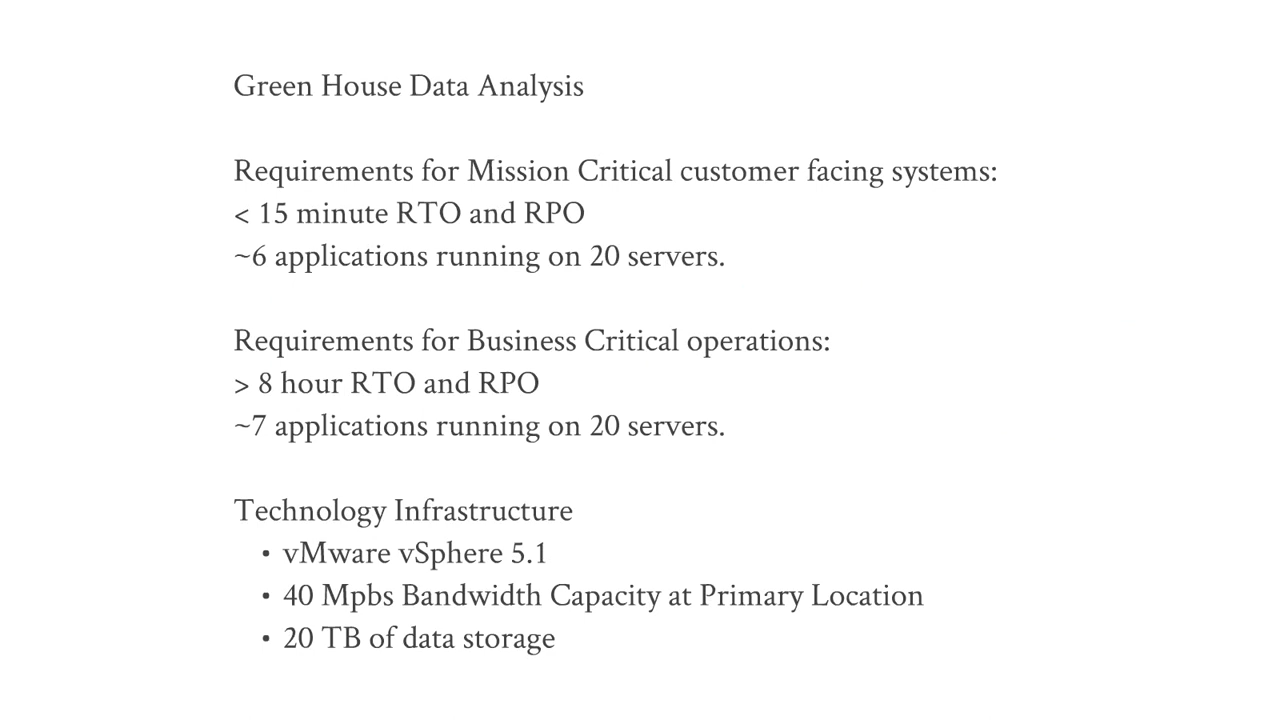 Green House Data Analysis
Requirements for Mission Critical customer facing systems:
< 15 minute RTO and RPO
~6 applications running on 20 servers.
Requirements for Business Critical operations:
> 8 hour RTO and RPO
~7 applications running on 20 servers.
Technology Infrastructure
• vMware vSphere 5.1
• 40 Mpbs Bandwidth Capacity at Primary Location
• 20 TB of data storage